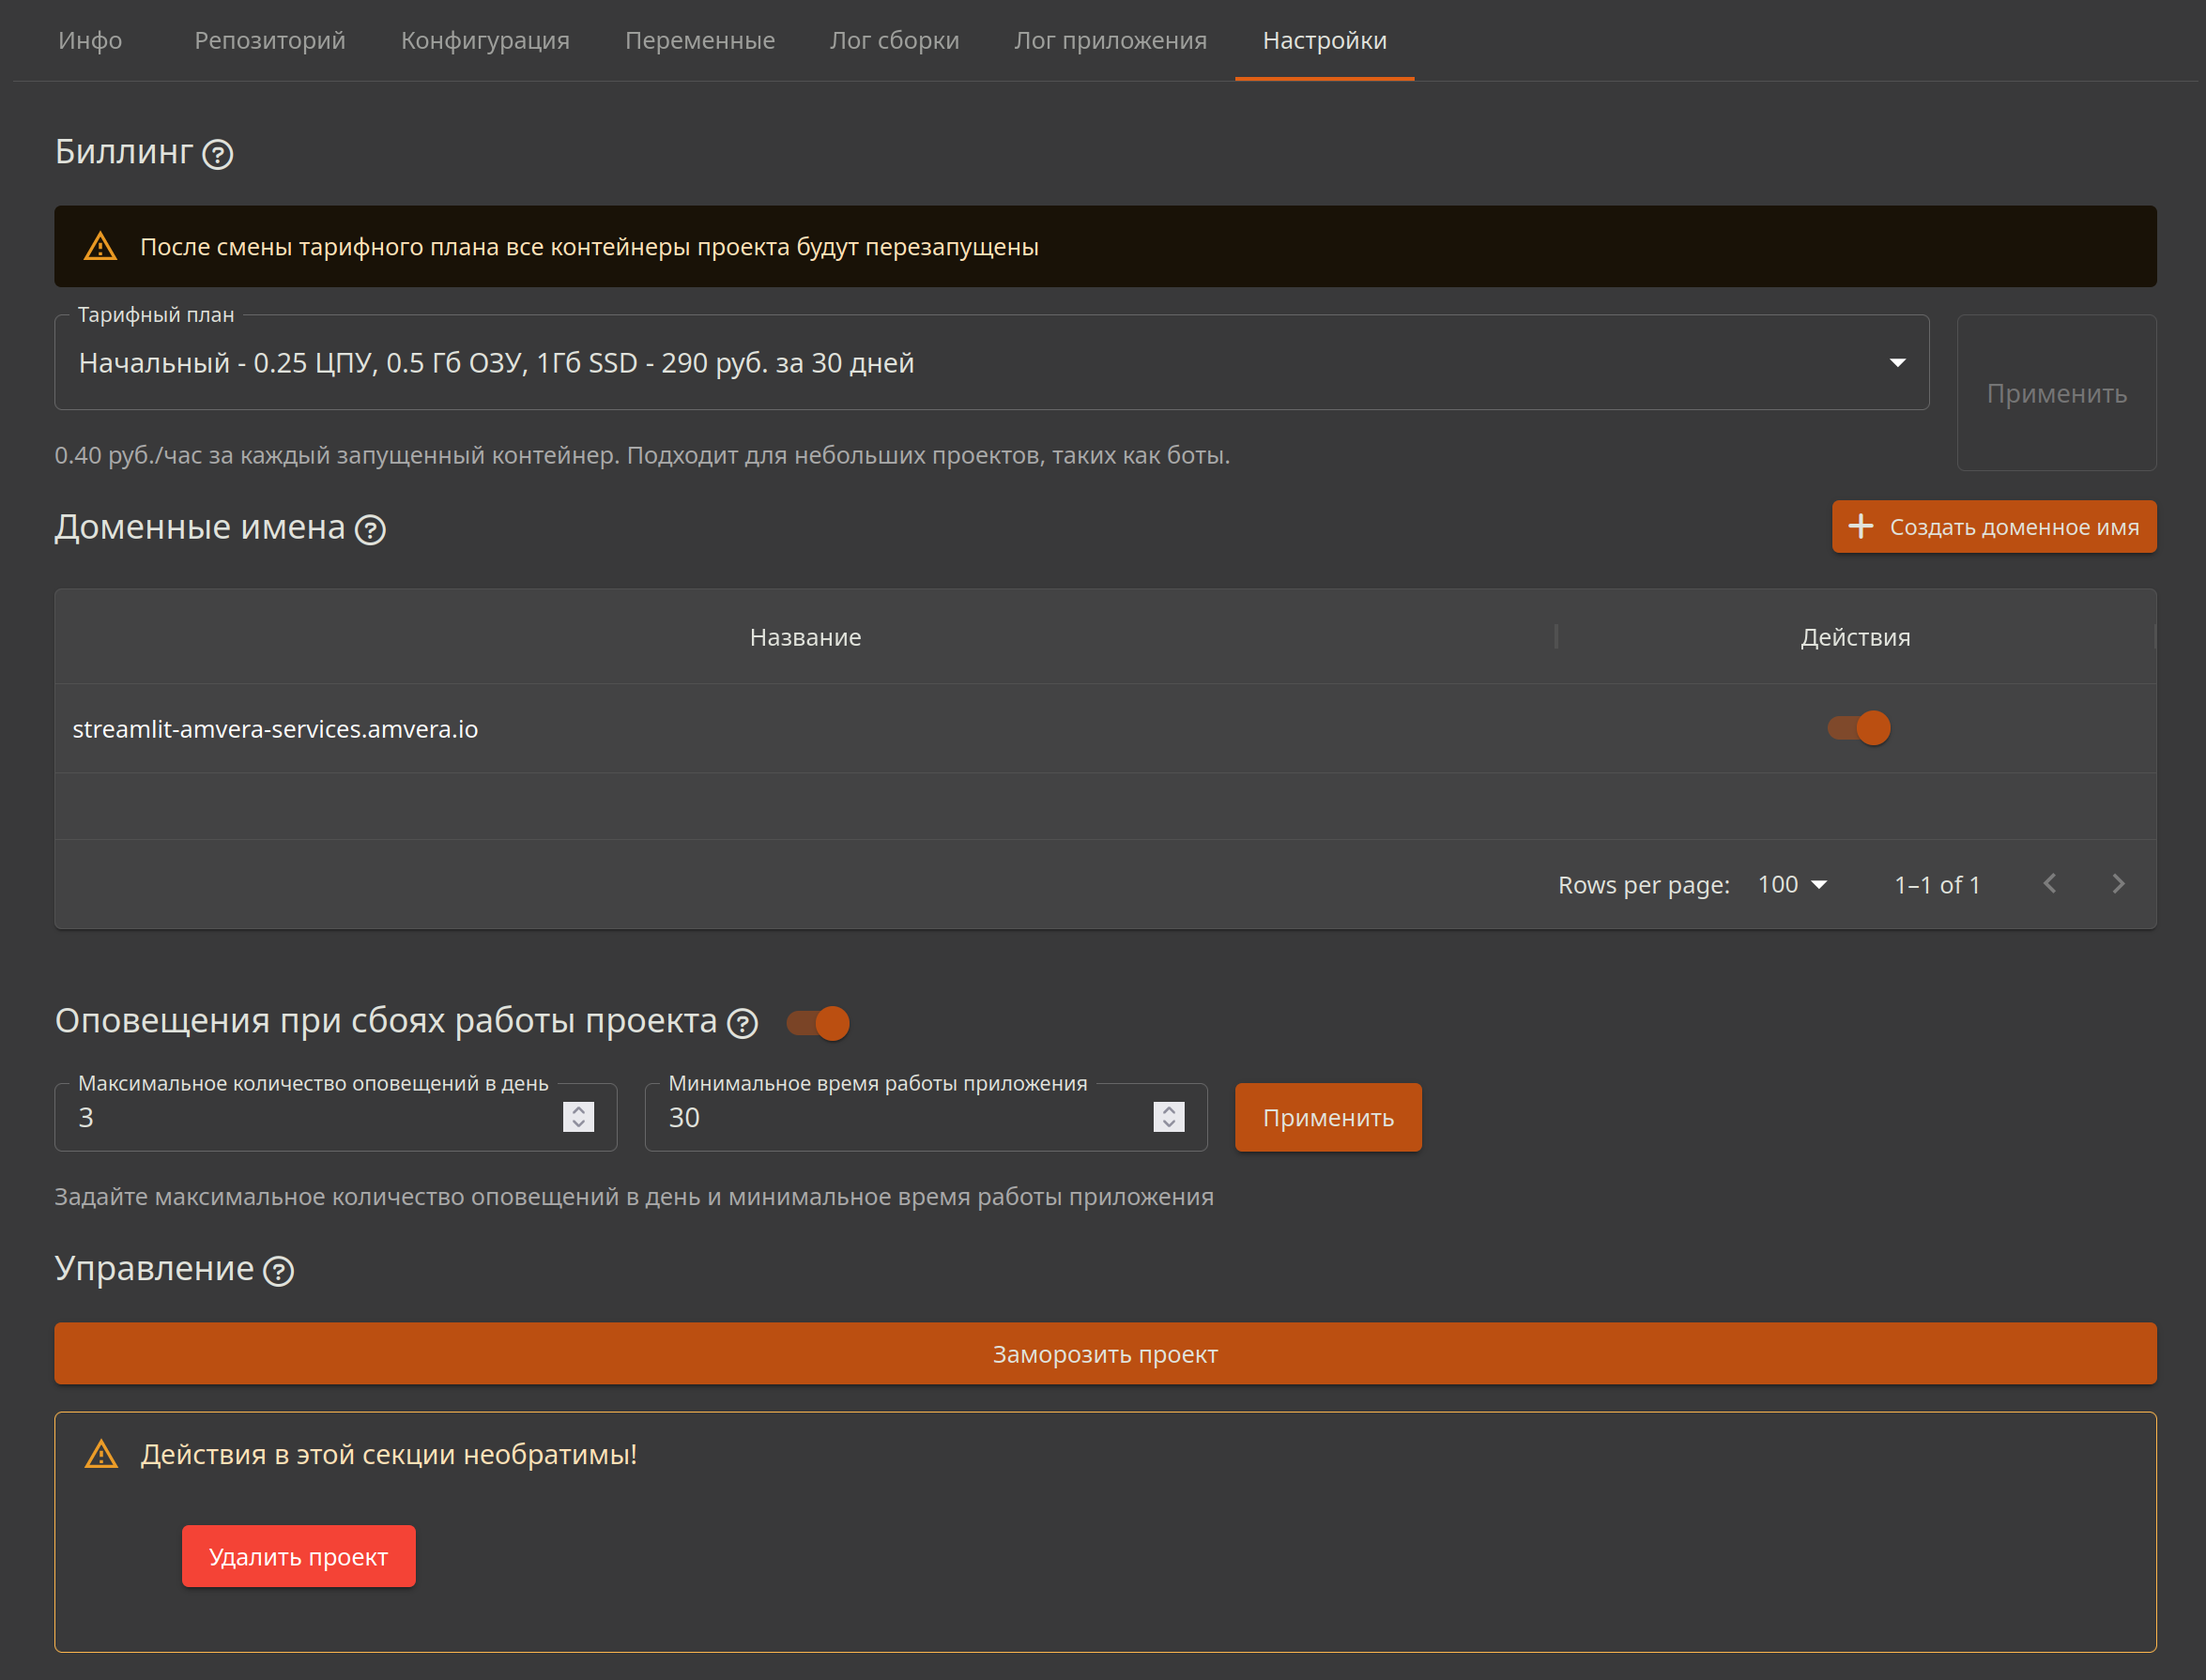 Инфо Репозиторий Конфигурация Переменные Лог сборки Лог приложения Настройки
Биллинг ?
После смены тарифного плана все контейнеры проекта будут перезапущены
Тарифный план
Начальный - 0.25 ЦПУ, 0.5 Гб ОЗУ, 1Гб SSD - 290 руб. за 30 дней
Применить
0.40 руб./час за каждый запущенный контейнер. Подходит для небольших проектов, таких как боты.
Доменные имена ?
+ Создать доменное имя
Название Действия
streamlit-amvera-services.amvera.io
Rows per page: 100 1–1 of 1
Оповещения при сбоях работы проекта ?
Максимальное количество оповещений в день Минимальное время работы приложения
3 30 Применить
Задайте максимальное количество оповещений в день и минимальное время работы приложения
Управление ?
Заморозить проект
Действия в этой секции необратимы!
Удалить проект